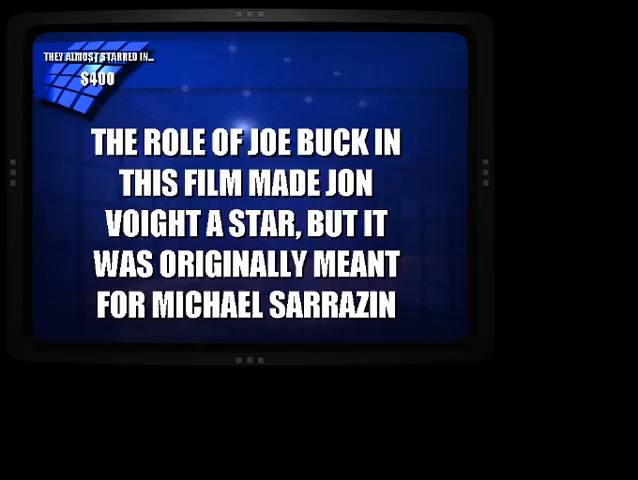 THEY ALMOST STARRED IN...
$400
THE ROLE OF JOE BUCK IN
THIS FILM MADE JON
VOIGHT A STAR, BUT IT
WAS ORIGINALLY MEANT
FOR MICHAEL SARRAZIN